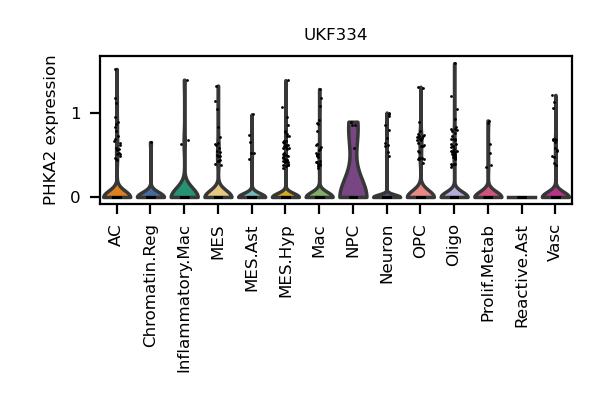 UKF334
PHKA2 expression
1
0
AC
Chromatin.Reg
Inflammatory.Mac
MES
MES.Ast
MES.Hyp
Mac
NPC
Neuron
OPC
Oligo
Prolif.Metab
Reactive.Ast
Vasc